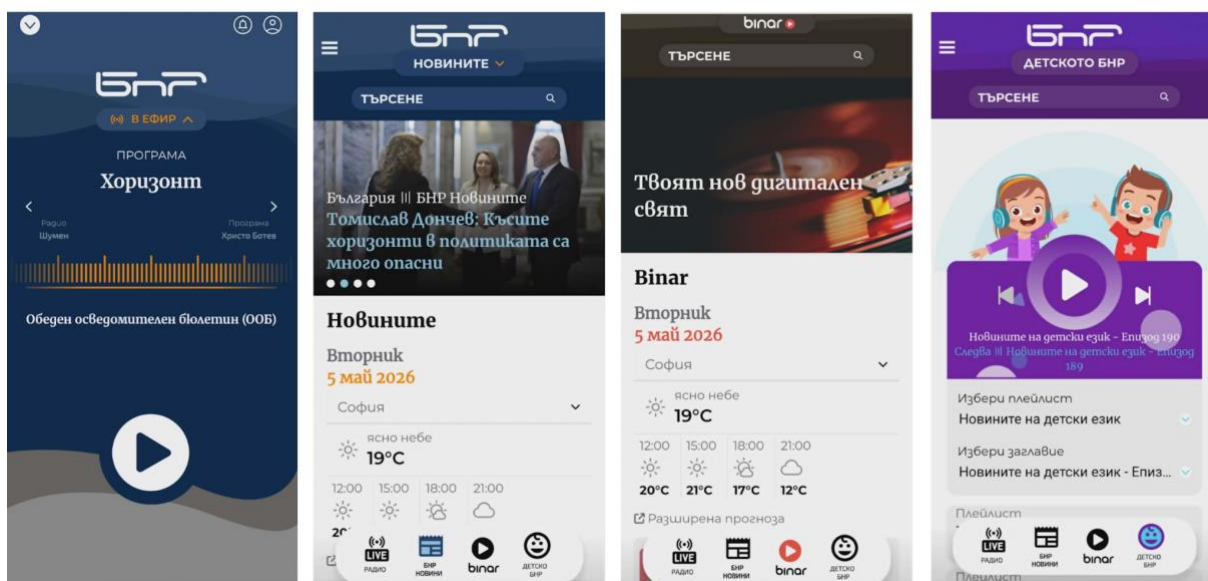 БНР
В ЕФИР
ПРОГРАМА
Хоризонт
Радио
Шумен
Програма
Христо Ботев
Обеден осведомителен бюлетин (ООБ)
БНР
НОВИНИТЕ
ТЪРСЕНЕ
България ||| БНР Новините
Томислав Дончев: Късите
хоризонти в политиката са
много опасни
Новините
Вторник
5 май 2026
София
ясно небе
19°C
12:00 15:00 18:00 21:00
20°
LIVE
РАДИО
БНР
НОВИНИ
binar
ДЕТСКО
БНР
binar
ТЪРСЕНЕ
Твоят нов дигитален
свят
Binar
Вторник
5 май 2026
София
ясно небе
19°C
12:00 15:00 18:00 21:00
20°C 21°C 17°C 12°C
Разширена прогноза
LIVE
РАДИО
БНР
НОВИНИ
binar
ДЕТСКО
БНР
БНР
ДЕТСКОТО БНР
ТЪРСЕНЕ
Новините на детски език - Епизод 190
Следва ||| Новините на детски език - Епизод
189
Избери плейлист
Новините на детски език
Избери заглавие
Новините на детски език - Епиз...
Плейлист
LIVE
РАДИО
БНР
НОВИНИ
binar
ДЕТСКО
БНР
Плейлист